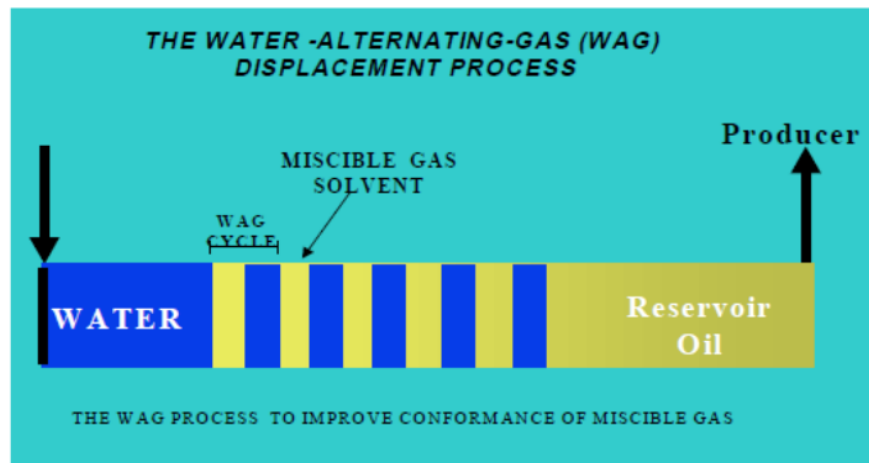 THE WATER -ALTERNATING-GAS (WAG)
DISPLACEMENT PROCESS
Producer
MISCIBLE GAS
SOLVENT
WAG
CYCLE
WATER
Reservoir
Oil
THE WAG PROCESS TO IMPROVE CONFORMANCE OF MISCIBLE GAS